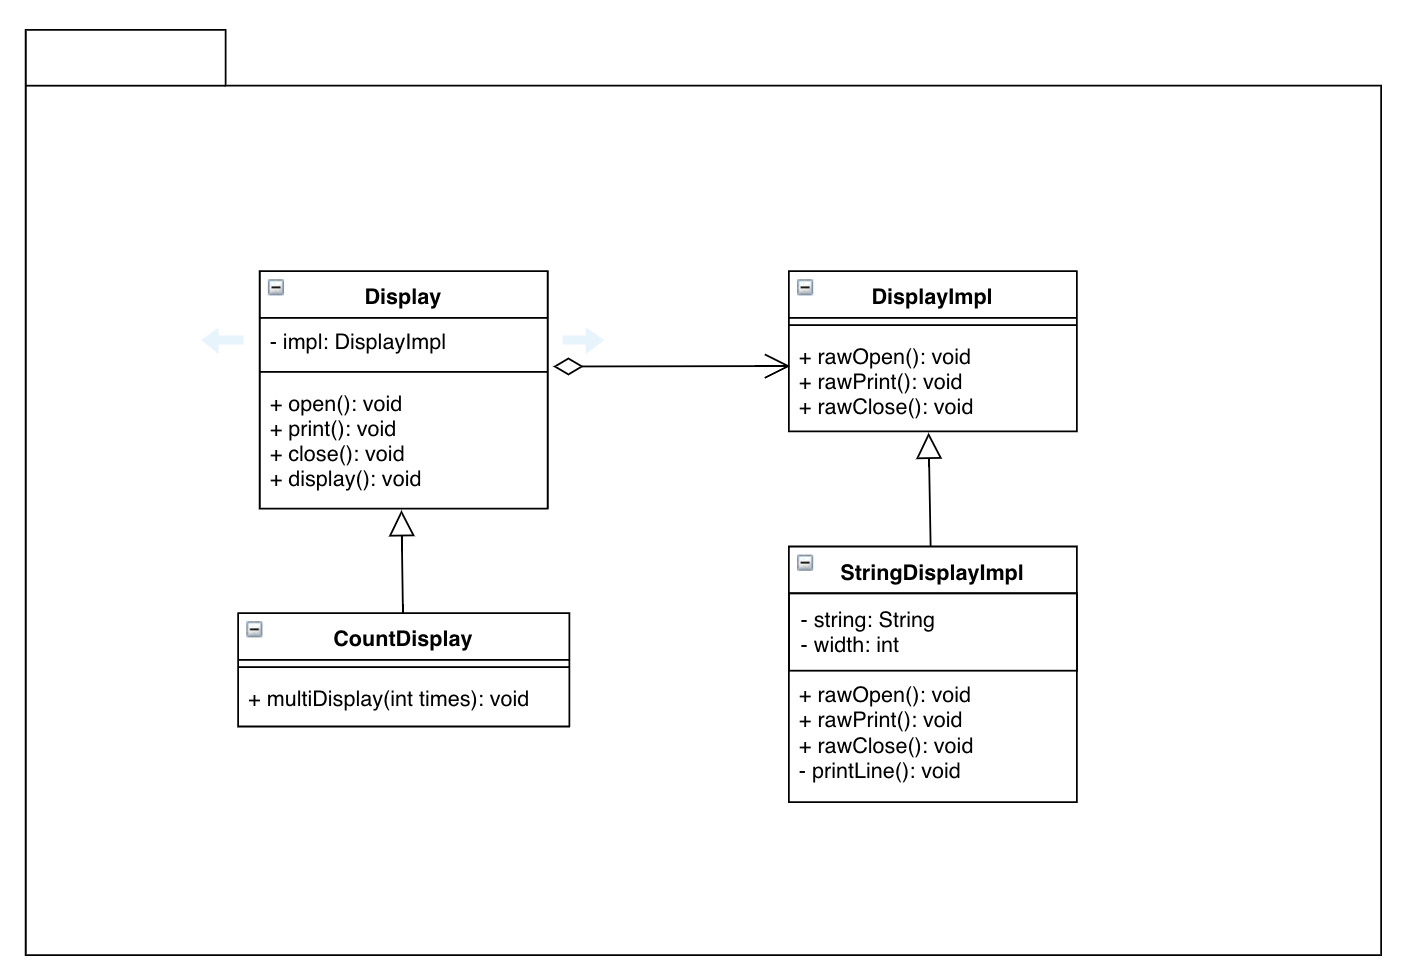 Display
- impl: DisplayImpl
+ open(): void
+ print(): void
+ close(): void
+ display(): void
DisplayImpl
+ rawOpen(): void
+ rawPrint(): void
+ rawClose(): void
CountDisplay
+ multiDisplay(int times): void
StringDisplayImpl
- string: String
- width: int
+ rawOpen(): void
+ rawPrint(): void
+ rawClose(): void
- printLine(): void